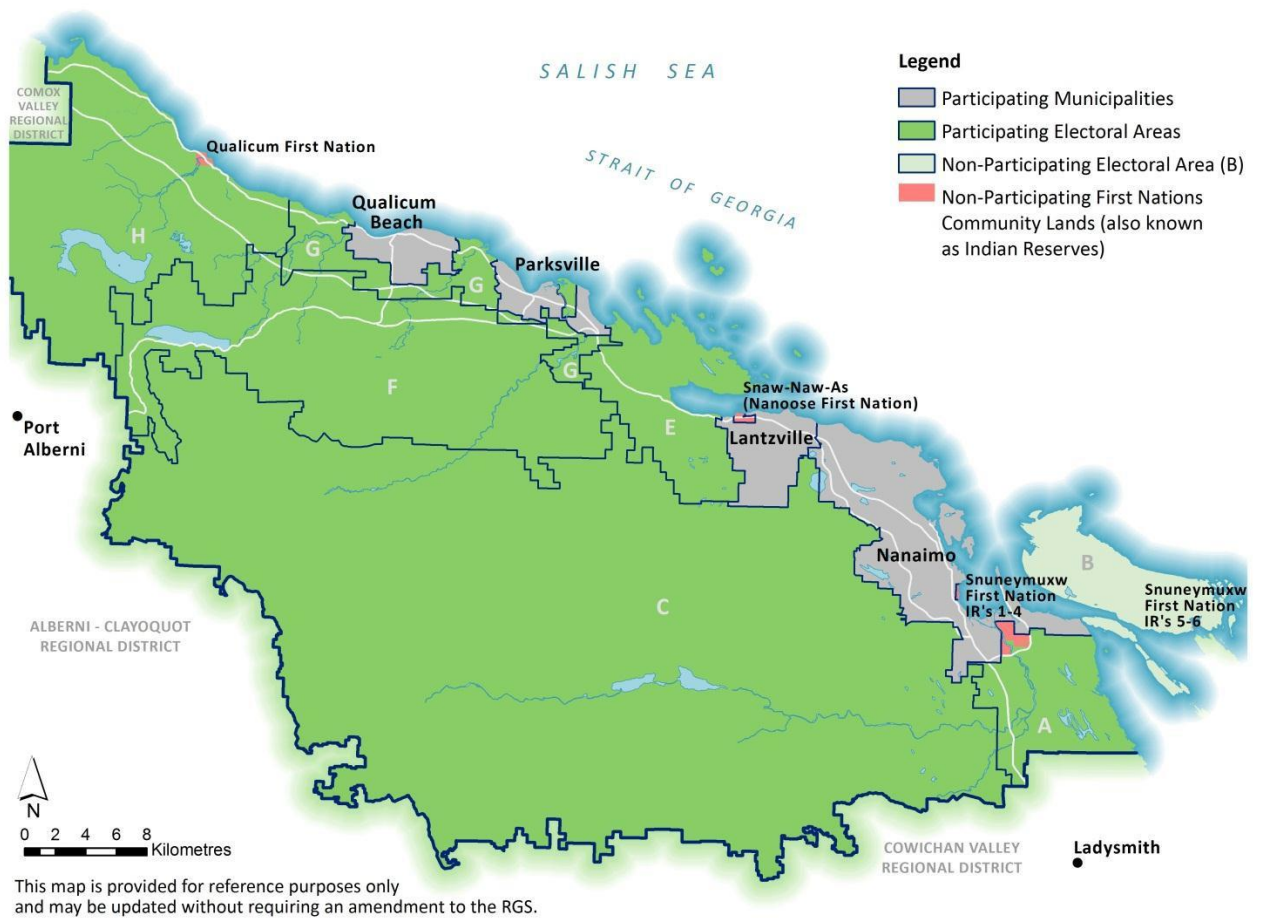 SALISH SEA
STRAIT OF GEORGIA
Legend
Participating Municipalities
Participating Electoral Areas
Non-Participating Electoral Area (B)
Non-Participating First Nations
Community Lands (also known
as Indian Reserves)
COMOX
VALLEY
REGIONAL
DISTRICT
Qualicum First Nation
Qualicum
Beach
H
G
Parksville
G
G
F
E
Snaw-Naw-As
(Nanoose First Nation)
Lantzville
Port
Alberni
Nanaimo
B
Snuneymuxw
First Nation
IR's 1-4
Snuneymuxw
First Nation
IR's 5-6
C
ALBERNI - CLAYOQUOT
REGIONAL DISTRICT
A
N
0 2 4 6 8
Kilometres
COWICHAN VALLEY
REGIONAL DISTRICT
Ladysmith
This map is provided for reference purposes only
and may be updated without requiring an amendment to the RGS.